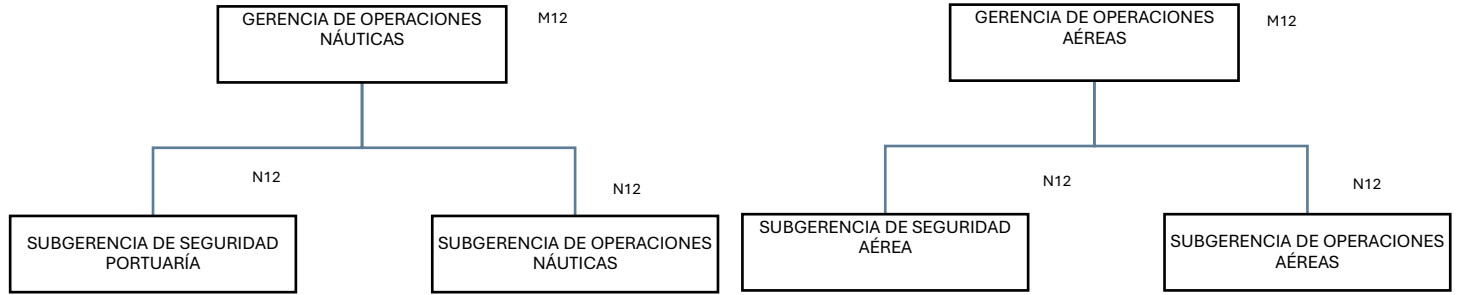 GERENCIA DE OPERACIONES
NÁUTICAS
M12
GERENCIA DE OPERACIONES
AÉREAS
M12
N12
N12
N12
N12
SUBGERENCIA DE SEGURIDAD
PORTUARÍA
SUBGERENCIA DE OPERACIONES
NÁUTICAS
SUBGERENCIA DE SEGURIDAD
AÉREA
SUBGERENCIA DE OPERACIONES
AÉREAS